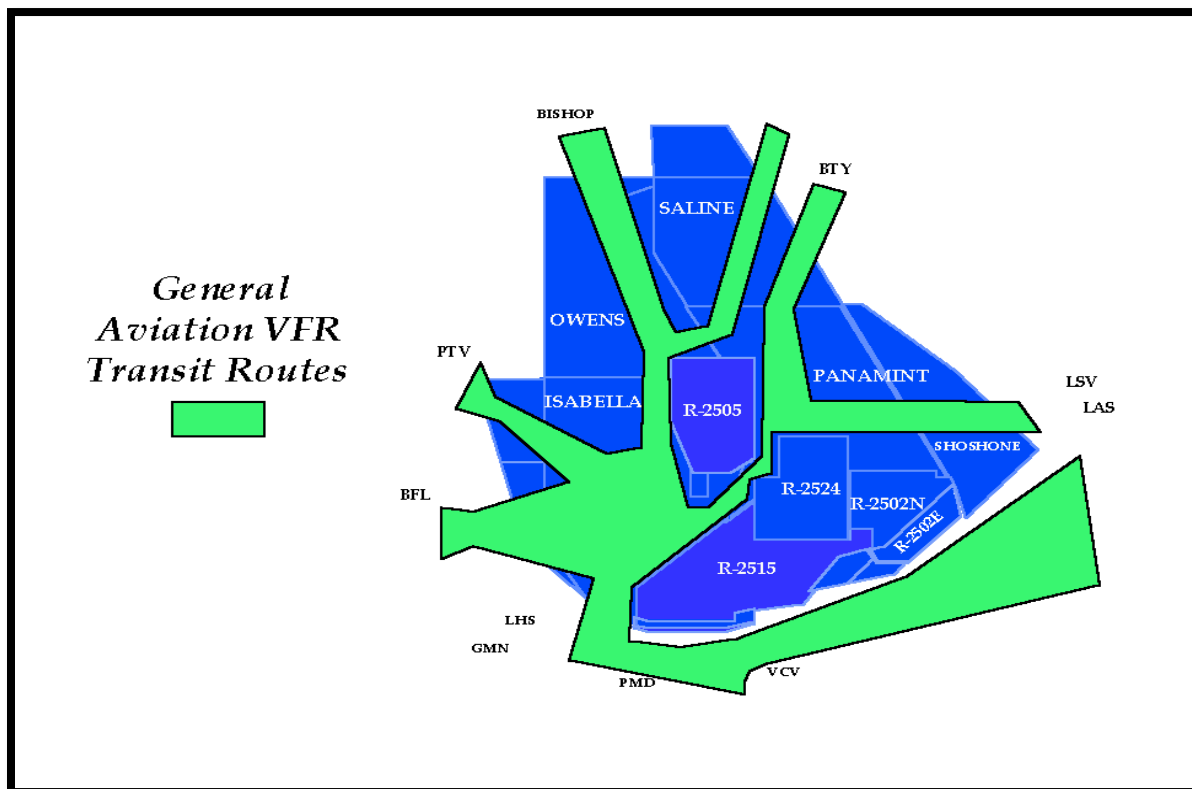 BISHOP
BTY
SALINE
General
Aviation VFR
Transit Routes
OWENS
PTV
PANAMINT
LSV
ISABELLA
R-2505
LAS
SHOSHONE
BFL
R-2524
R-2502N
R-2502E
R-2515
LHS
GMN
VCV
PMD